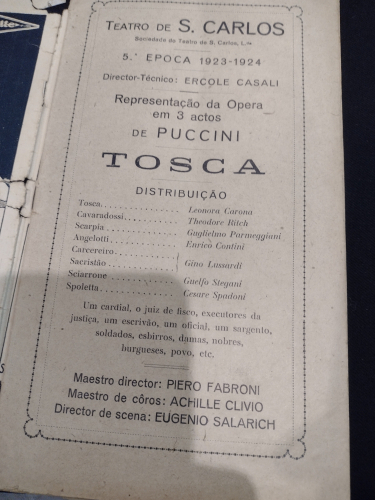 TEATRO DE S. CARLOS
Sociedade do Teatro de S. Carlos, L.da
5.ª EPOCA 1923-1924
Director-Técnico: ERCOLE CASALI
Representação da Opera
em 3 actos
DE PUCCINI
TOSCA
DISTRIBUIÇÃO
Tosca. . . . . . . . . . . . . Leonora Carona
Cavaradossi. . . . . . . . . . Theodore Ritch
Scarpia . . . . . . . . . . . . Guglielmo Parmeggiani
Angelotti . . . . . . . . . . . Enrico Contini
Carcereiro . . . . . . . . . .
Sacristão . . . . . . . . . . . Gino Lussardi
Sciarrone . . . . . . . . . . . Guelfo Stegani
Spoletta. . . . . . . . . . . . Cesare Spadoni
Um cardial, o juiz de fisco, executores da
justiça, um escrivão, um oficial, um sargento,
soldados, esbirros, damas, nobres,
burgueses, povo, etc.
Maestro director: PIERO FABRONI
Maestro de côros: ACHILLE CLIVIO
Director de scena: EUGENIO SALARICH